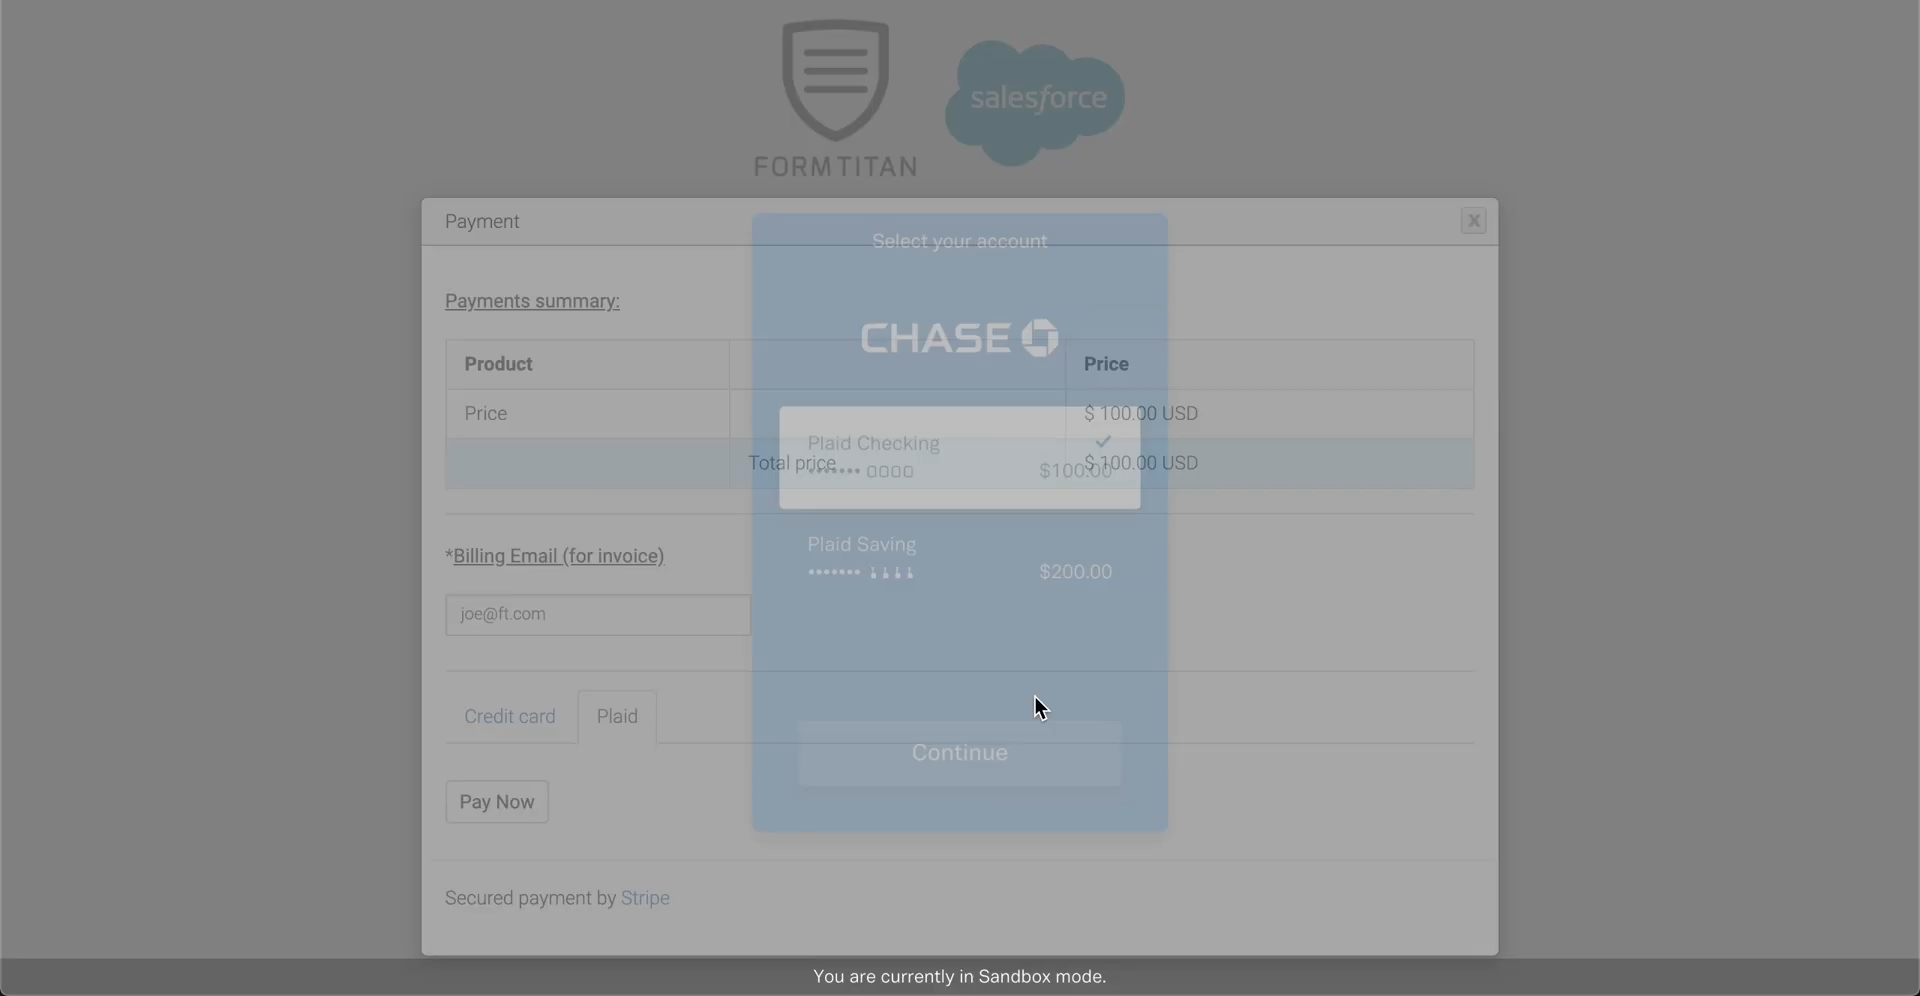 FORMTITAN
salesforce
Payment
X
Select your account
Payments summary:
CHASE
Product
Price
Price
$ 100.00 USD
Plaid Checking
Total price
$ 100.00 USD
••••••• 0000
$100.00
Plaid Saving
••••••• 1111
$200.00
*Billing Email (for invoice)
joe@ft.com
Credit card
Plaid
Continue
Pay Now
Secured payment by Stripe
You are currently in Sandbox mode.